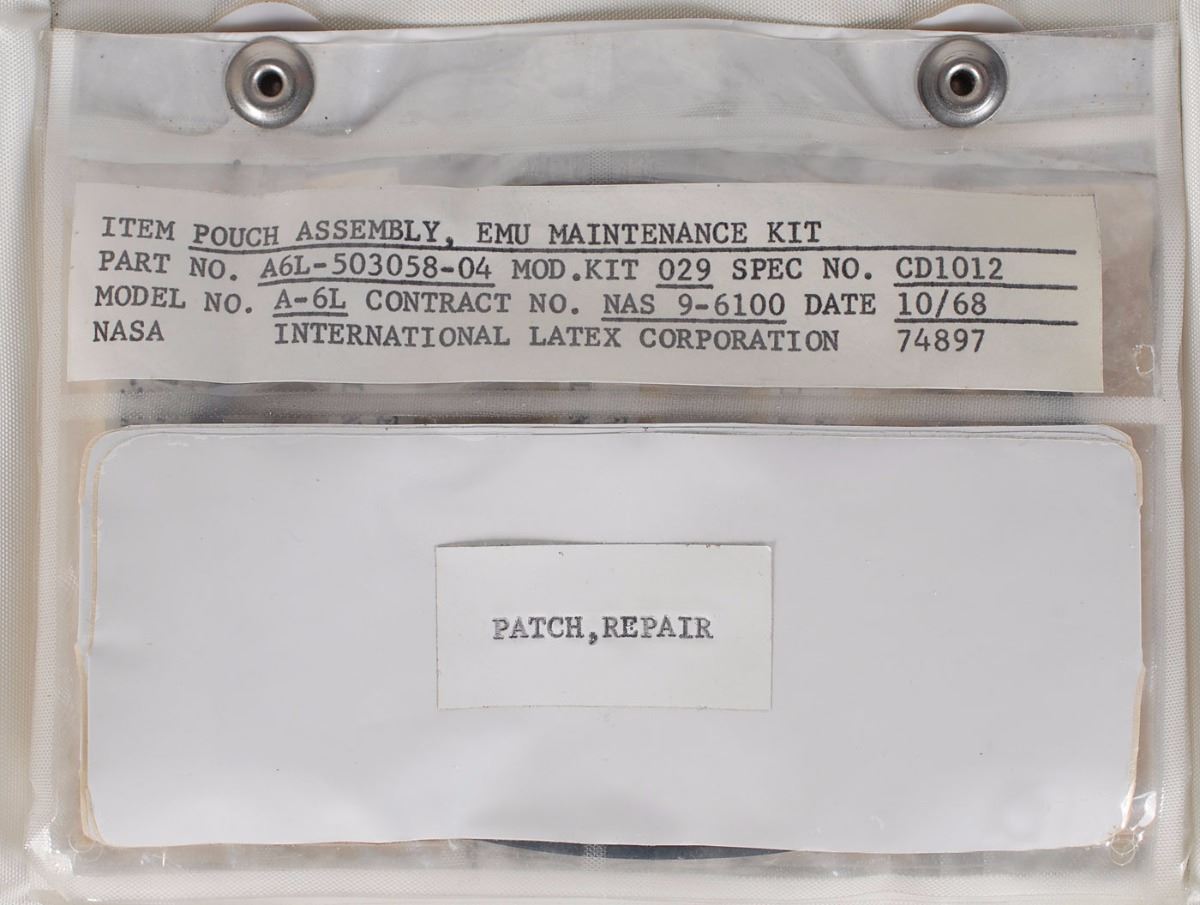 ITEM POUCH ASSEMBLY, EMU MAINTENANCE KIT
PART NO. A6L-503058-04 MOD.KIT 029 SPEC NO. CD1012
MODEL NO. A-6L CONTRACT NO. NAS 9-6100 DATE 10/68
NASA INTERNATIONAL LATEX CORPORATION 74897
PATCH,REPAIR